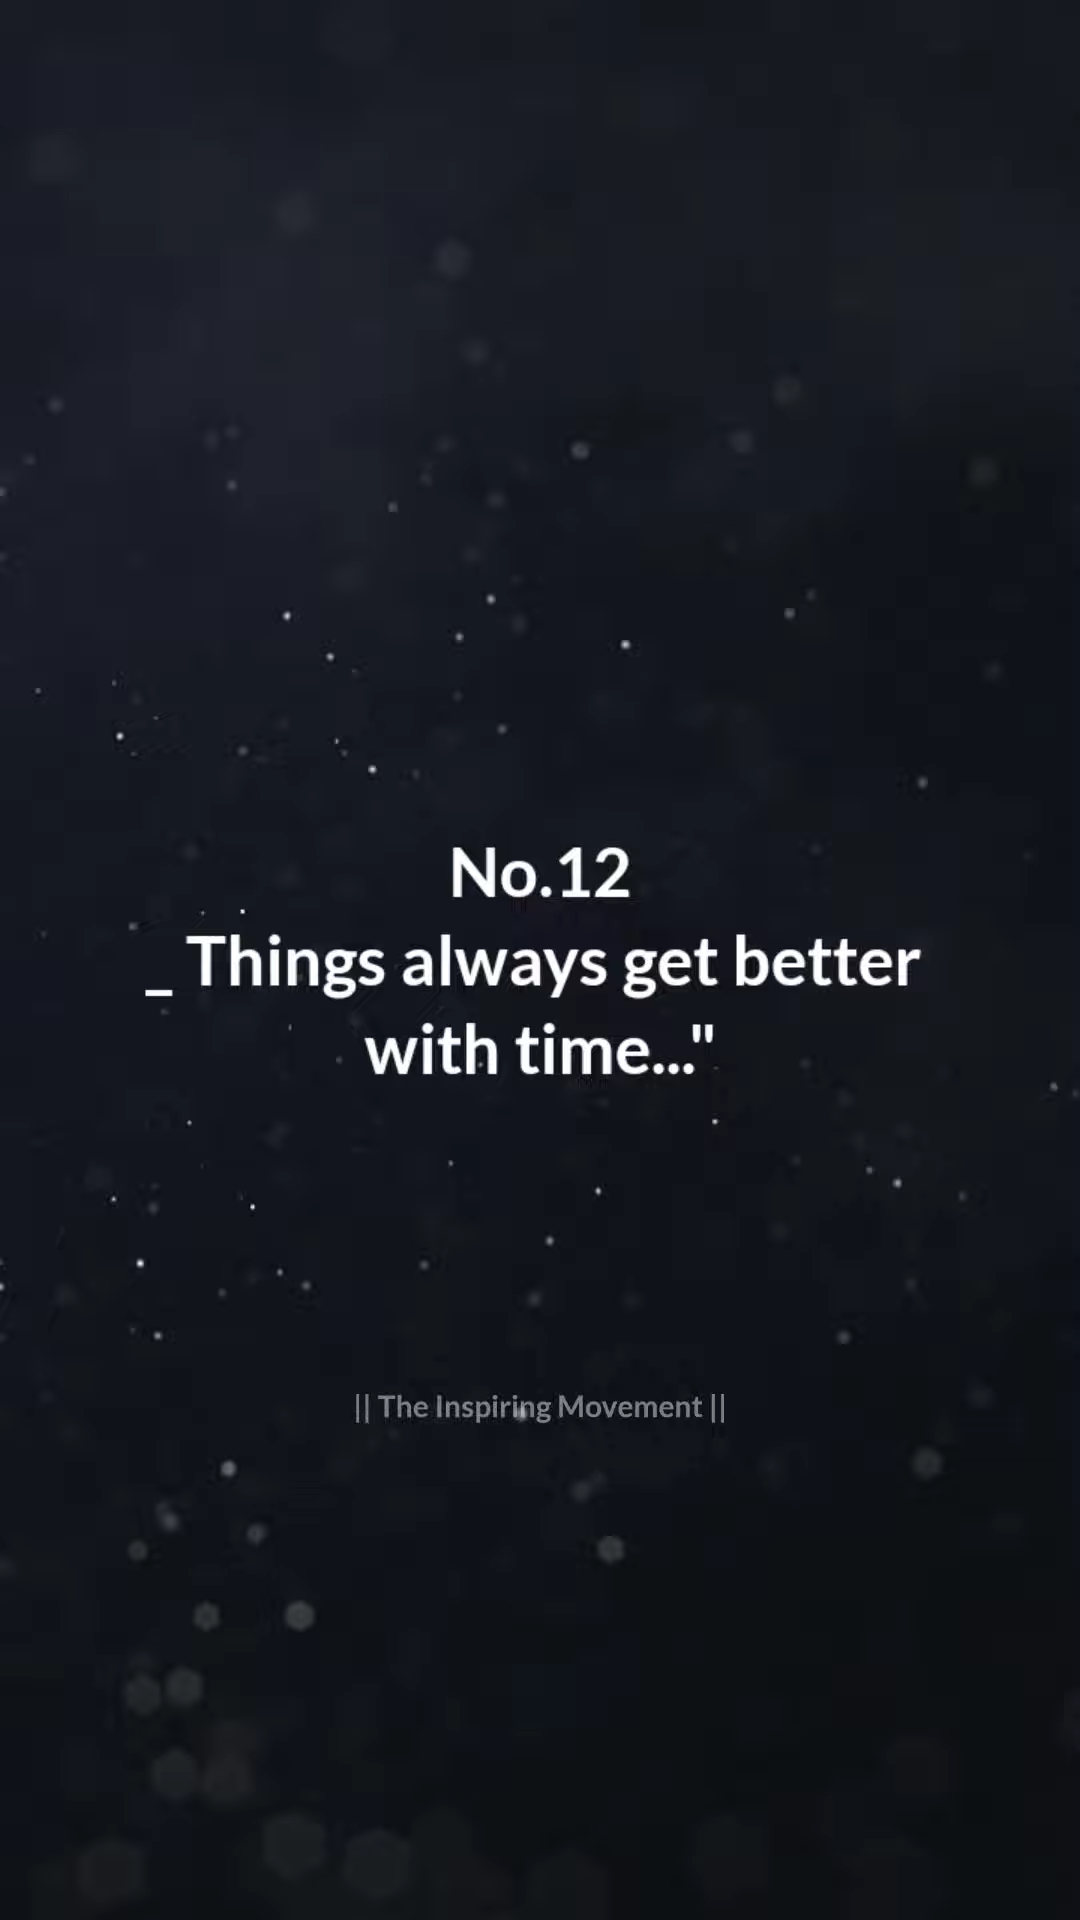 No.12
_ Things always get better
with time..."
|| The Inspiring Movement ||